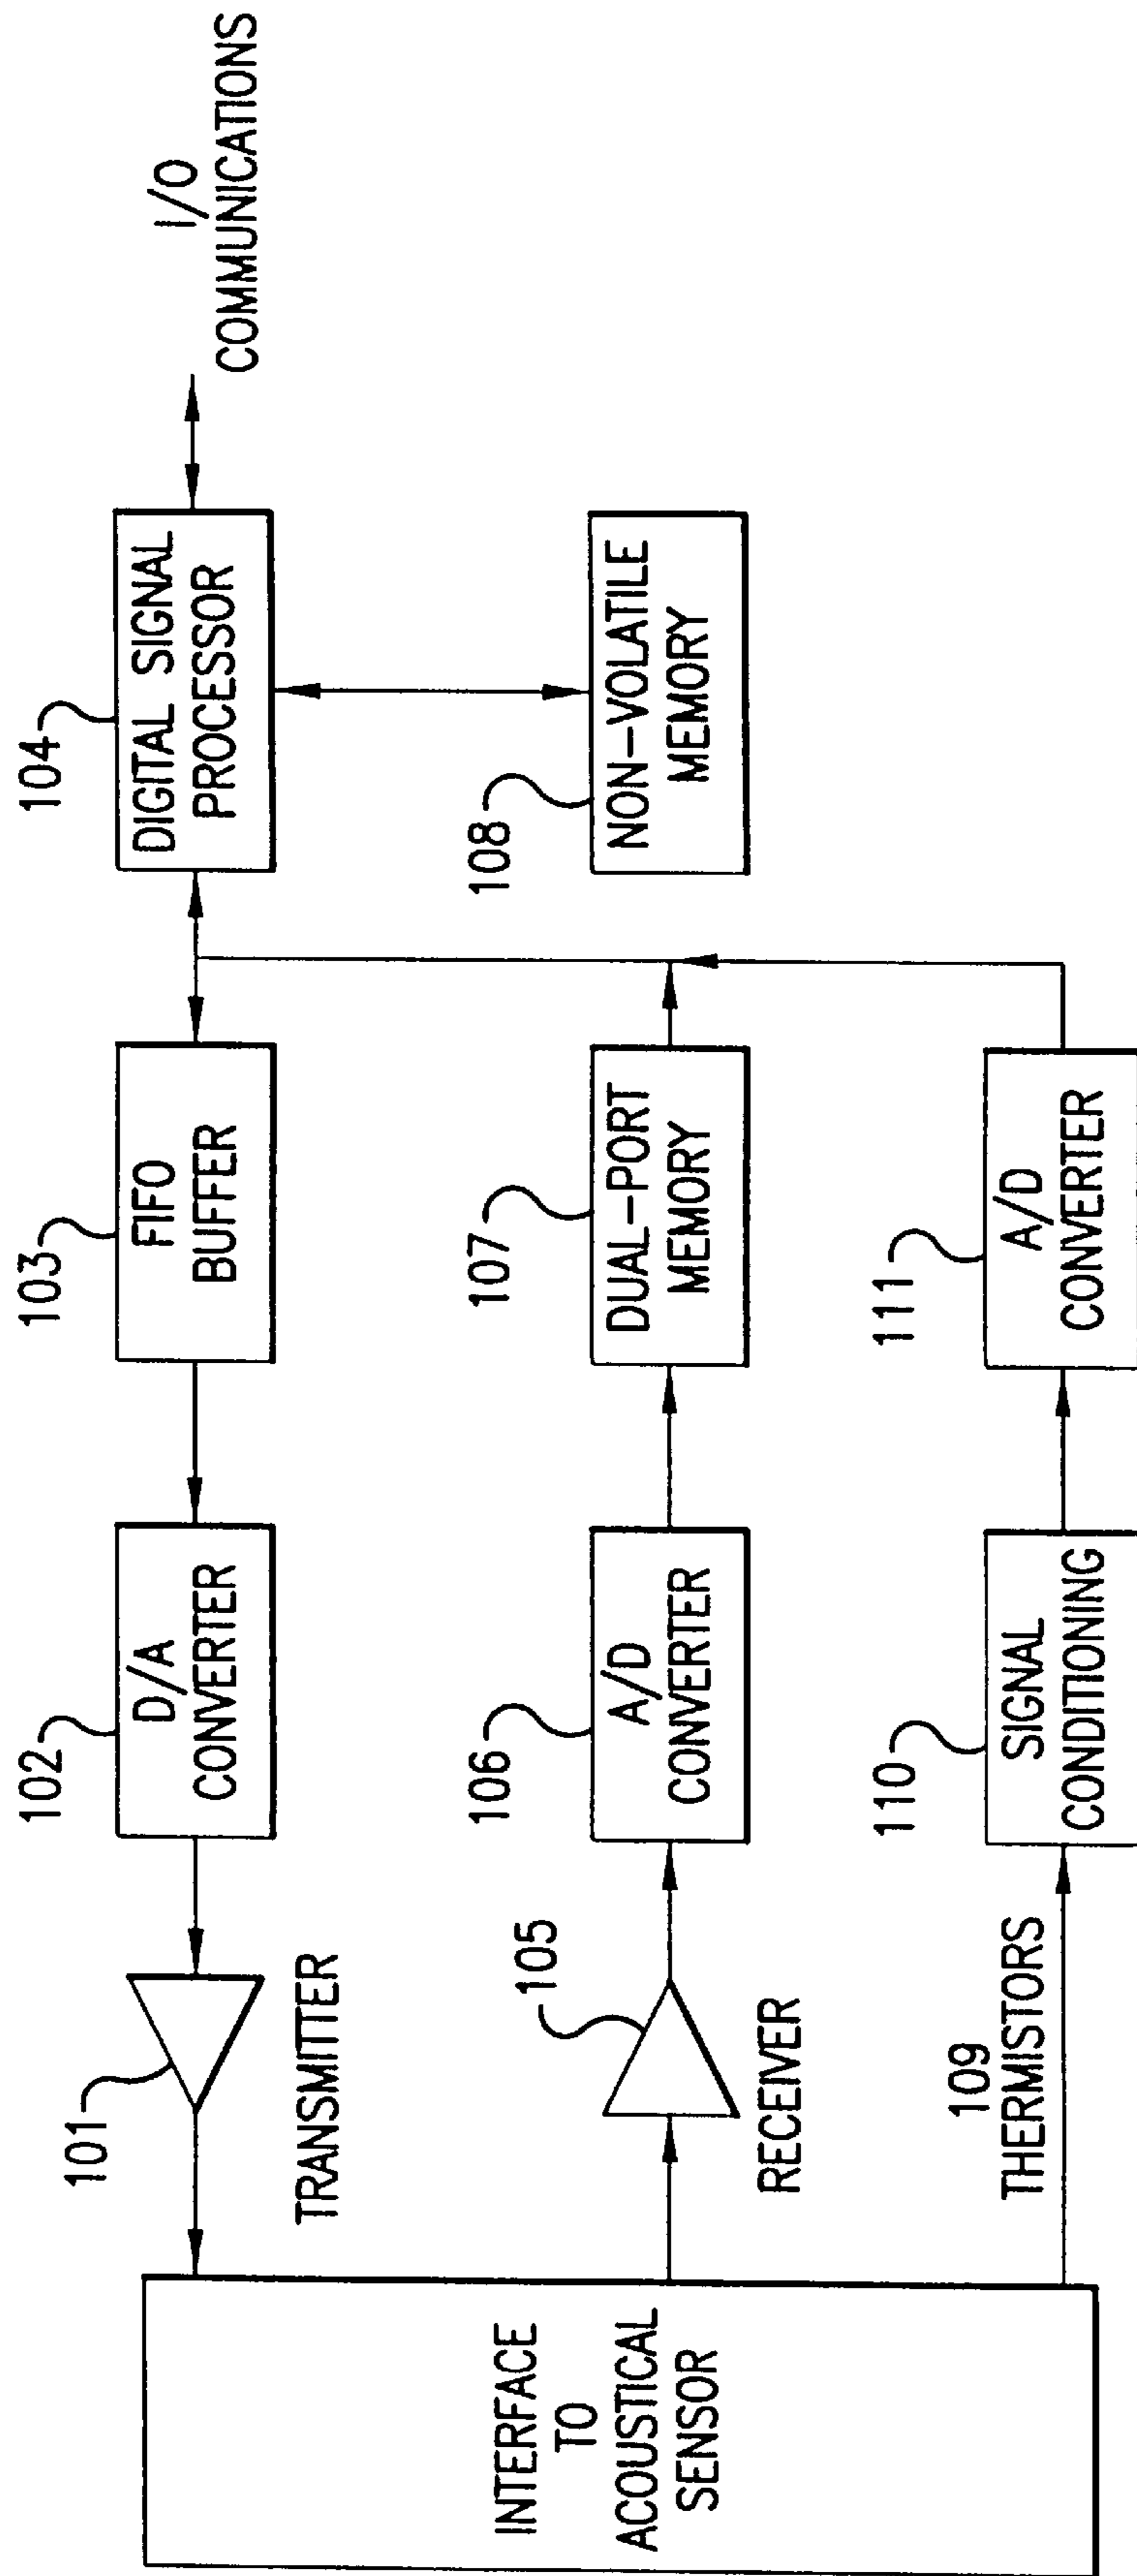 104
DIGITAL SIGNAL
PROCESSOR
I/O
COMMUNICATIONS
103
FIFO
BUFFER
102
D/A
CONVERTER
101
TRANSMITTER
INTERFACE
TO
ACOUSTICAL
SENSOR
105
RECEIVER
106
A/D
CONVERTER
107
DUAL-PORT
MEMORY
108
NON-VOLATILE
MEMORY
109
THERMISTORS
110
SIGNAL
CONDITIONING
111
A/D
CONVERTER